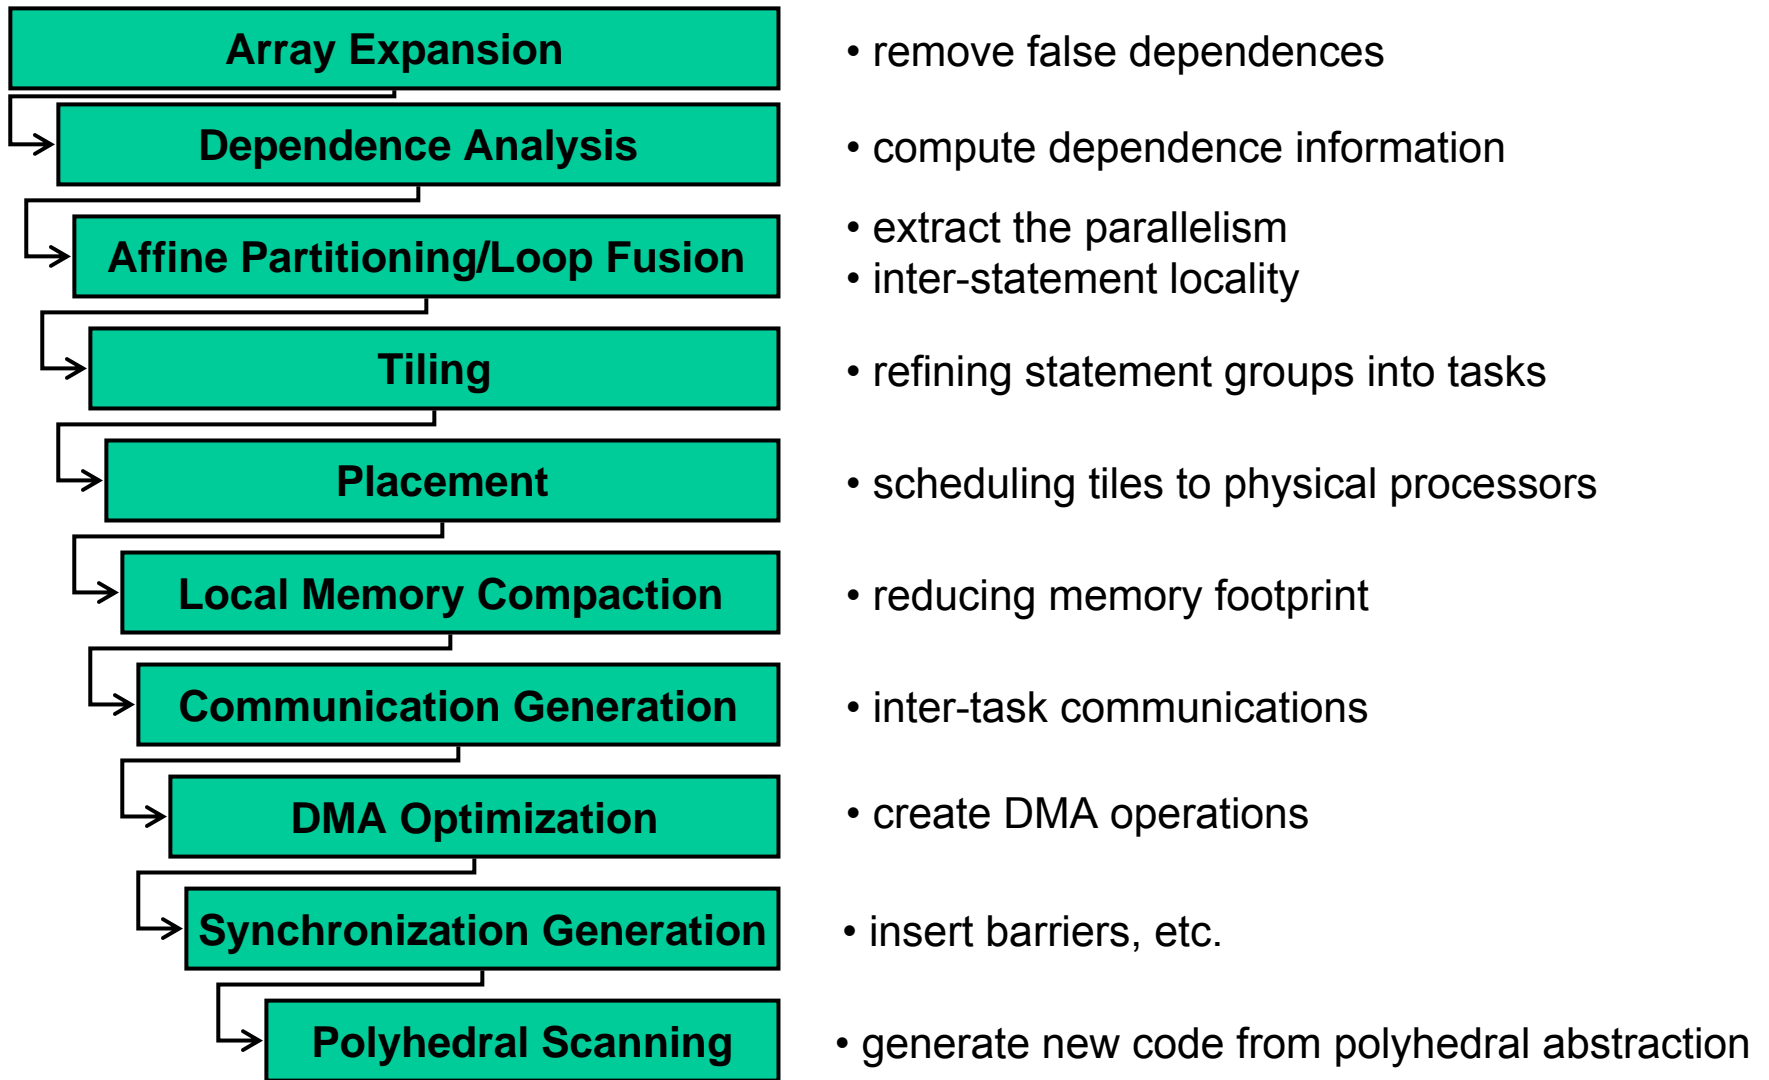 Array Expansion
• remove false dependences
Dependence Analysis
• compute dependence information
Affine Partitioning/Loop Fusion
• extract the parallelism
• inter-statement locality
Tiling
• refining statement groups into tasks
Placement
• scheduling tiles to physical processors
Local Memory Compaction
• reducing memory footprint
Communication Generation
• inter-task communications
DMA Optimization
• create DMA operations
Synchronization Generation
• insert barriers, etc.
Polyhedral Scanning
• generate new code from polyhedral abstraction